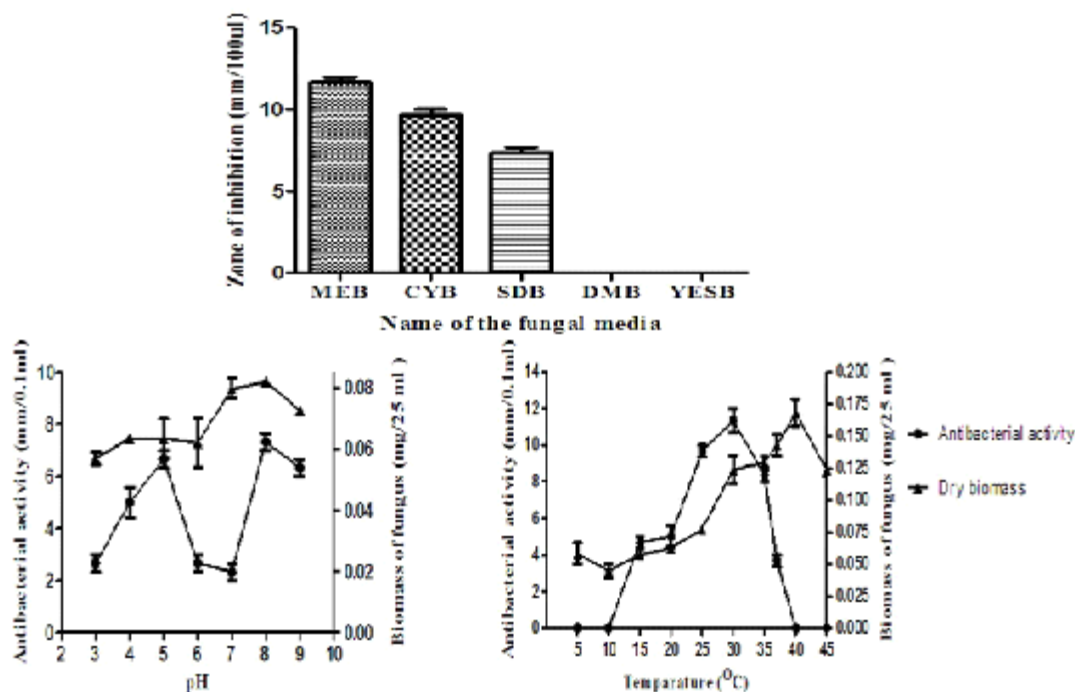 Zone of inhibition (mm/100ul)
15
10
5
0
MEB CYB SDB DMB YESB
Name of the fungal media
Antibacterial activity (mm/0.1ml)
10
8
6
4
2
0
2 3 4 5 6 7 8 9 10
pH
0.08
0.06
0.04
0.02
0.00
Biomass of fungus (mg/25 ml )
Antibacterial activity (mm/0.1ml)
14
12
10
8
6
4
2
0
5 10 15 20 25 30 35 40 45
Temparature (OC)
0.200
0.175
0.150
0.125
0.100
0.075
0.050
0.025
0.000
Biomass of fungus (mg/25 ml )
Antibacterial activity
Dry biomass